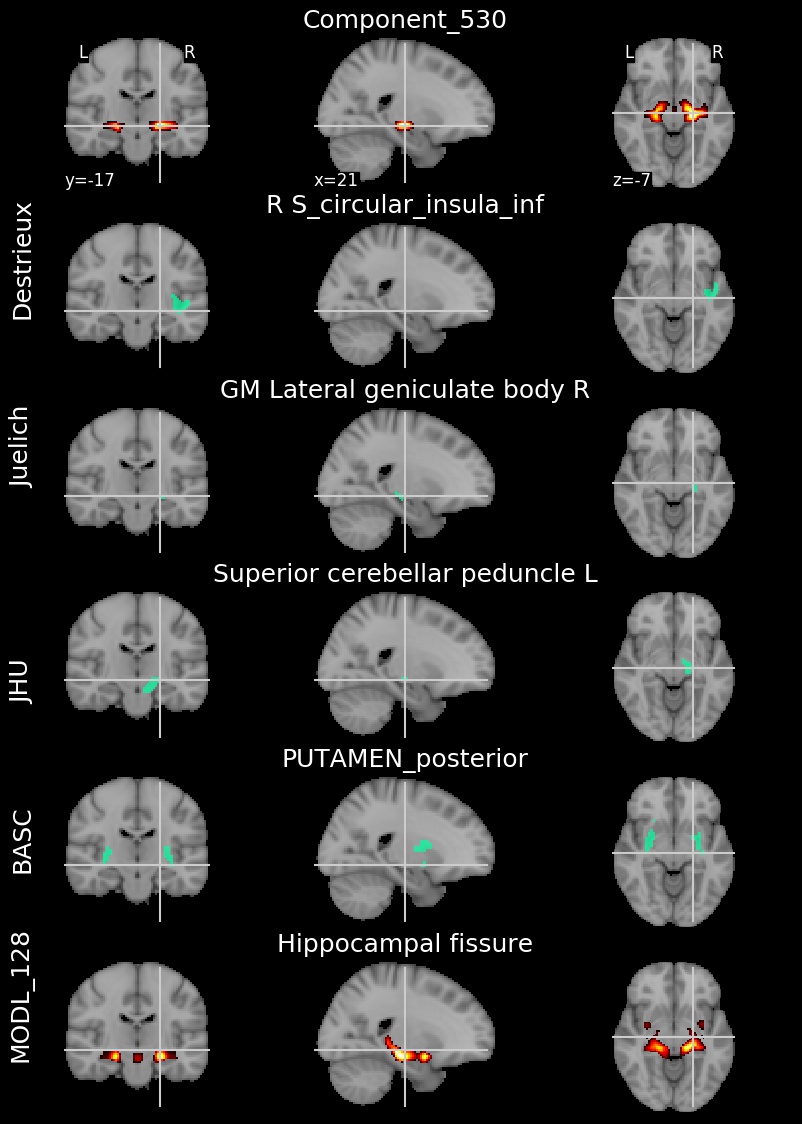 Component_530
L R L R
y=-17 x=21 z=-7
Destrieux
R S_circular_insula_inf
Juelich
GM Lateral geniculate body R
JHU
Superior cerebellar peduncle L
BASC
PUTAMEN_posterior
MODL_128
Hippocampal fissure